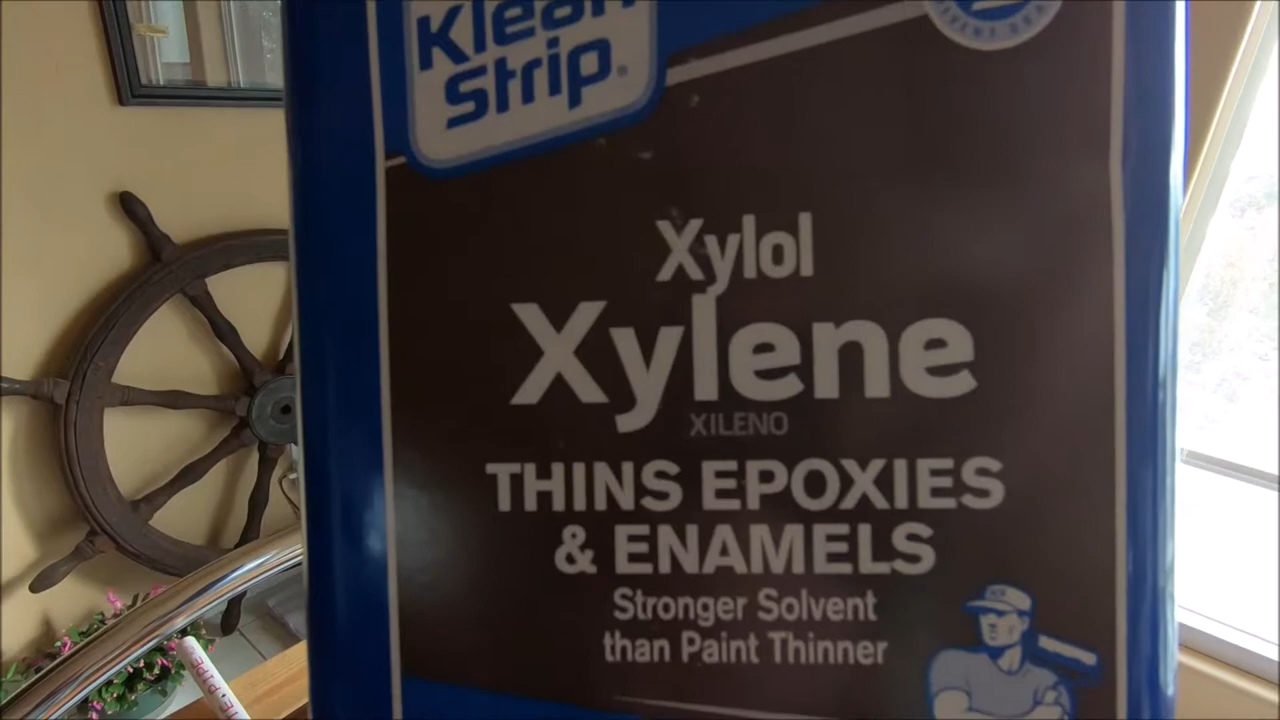 Klean
Strip®
Xylol
Xylene
XILENO
THINS EPOXIES
& ENAMELS
Stronger Solvent
than Paint Thinner